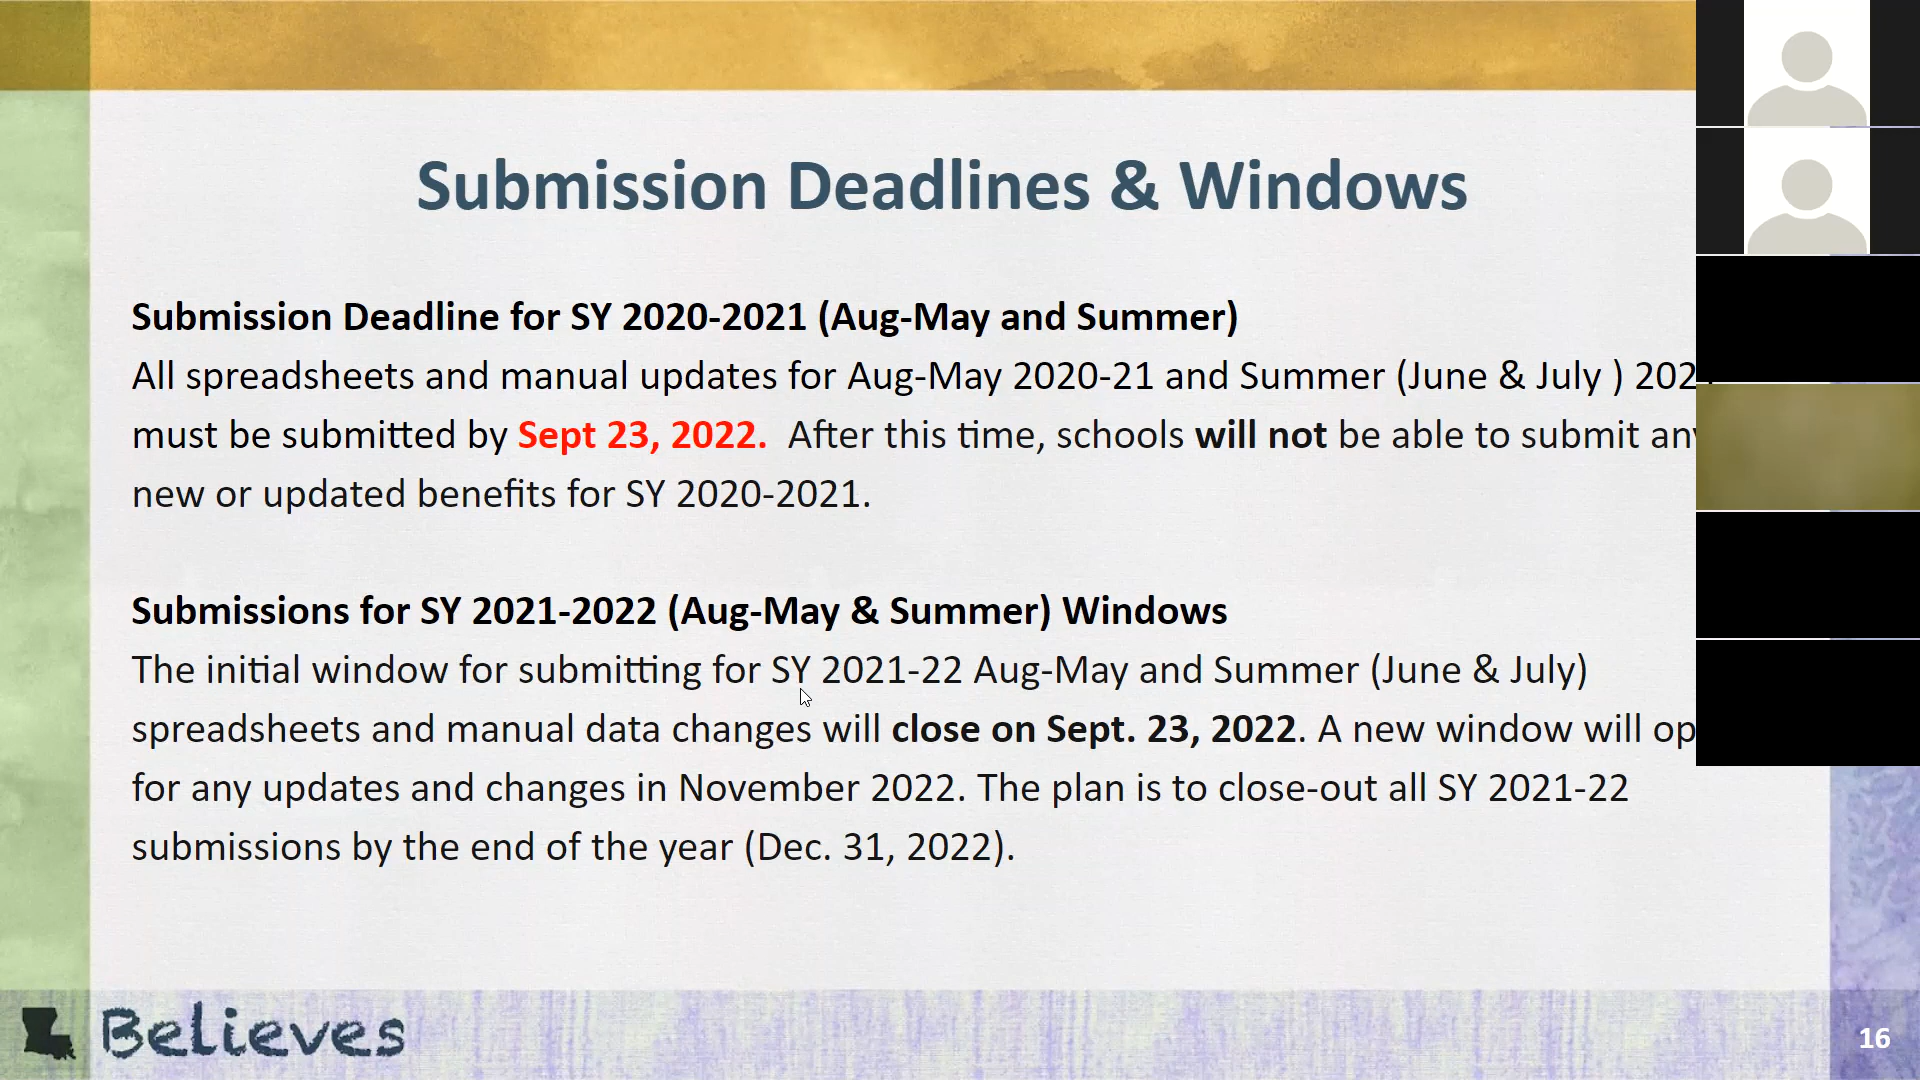 Submission Deadlines & Windows
Submission Deadline for SY 2020-2021 (Aug-May and Summer)
All spreadsheets and manual updates for Aug-May 2020-21 and Summer (June & July )
must be submitted by Sept 23, 2022. After this time, schools will not be able to submit
new or updated benefits for SY 2020-2021.
Submissions for SY 2021-2022 (Aug-May & Summer) Windows
The initial window for submitting for SY 2021-22 Aug-May and Summer (June & July)
spreadsheets and manual data changes will close on Sept. 23, 2022. A new window will
for any updates and changes in November 2022. The plan is to close-out all SY 2021-22
submissions by the end of the year (Dec. 31, 2022).
Believes
16